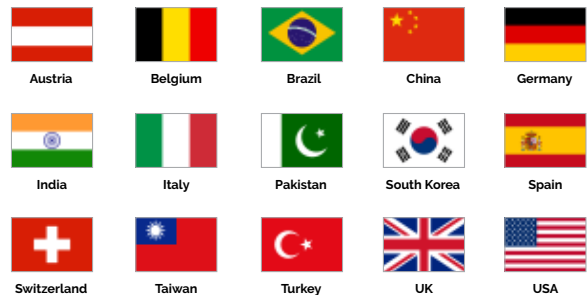 Austria
Belgium
Brazil
China
Germany
India
Italy
Pakistan
South Korea
Spain
Switzerland
Taiwan
Turkey
UK
USA